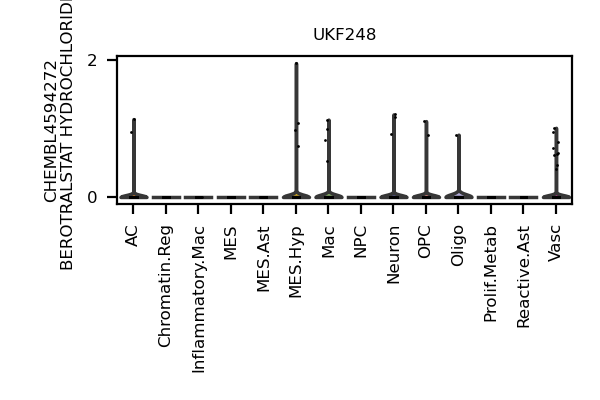 UKF248
CHEMBL4594272
BEROTRALSTAT HYDROCHLORIDE
2
0
AC
Chromatin.Reg
Inflammatory.Mac
MES
MES.Ast
MES.Hyp
Mac
NPC
Neuron
OPC
Oligo
Prolif.Metab
Reactive.Ast
Vasc